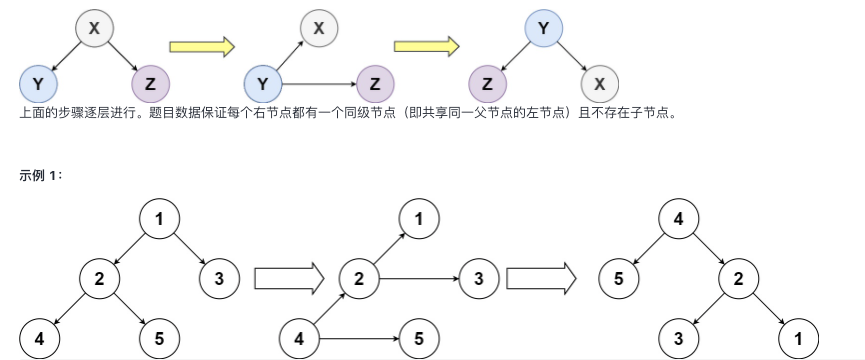 X X Y
Y Z Y Z Z X
上面的步骤逐层进行。题目数据保证每个右节点都有一个同级节点（即共享同一父节点的左节点）且不存在子节点。
示例 1：
1 1 4
2 3 2 3 5 2
4 5 4 5 3 1